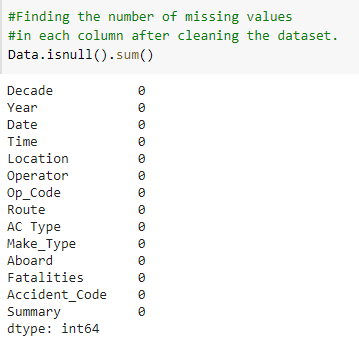 #Finding the number of missing values
#in each column after cleaning the dataset.
Data.isnull().sum()
Decade 0
Year 0
Date 0
Time 0
Location 0
Operator 0
Op_Code 0
Route 0
AC Type 0
Make_Type 0
Aboard 0
Fatalities 0
Accident_Code 0
Summary 0
dtype: int64